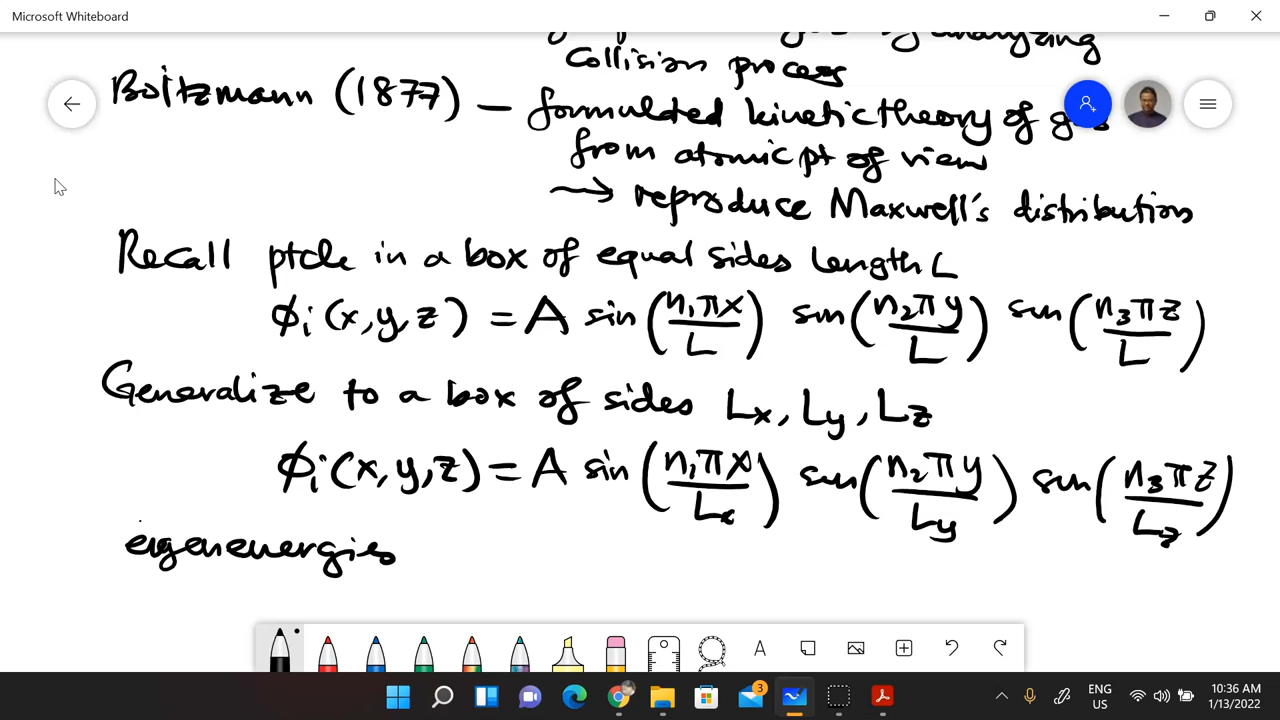 Microsoft Whiteboard
by analyzing
collision process
Boltzmann (1877) — formulated kinetic theory of gas
from atomic pt of view
→ reproduce Maxwell's distribution
Recall ptcle in a box of equal sides length L
ϕᵢ(x,y,z) = A sin(n₁πx/L) sin(n₂πy/L) sin(n₃πz/L)
Generalize to a box of sides Lx, Ly, Lz
ϕᵢ(x,y,z) = A sin(n₁πx/Lx) sin(n₂πy/Ly) sin(n₃πz/Lz)
eigenenergies
A
3
ENG
US
10:36 AM
1/13/2022